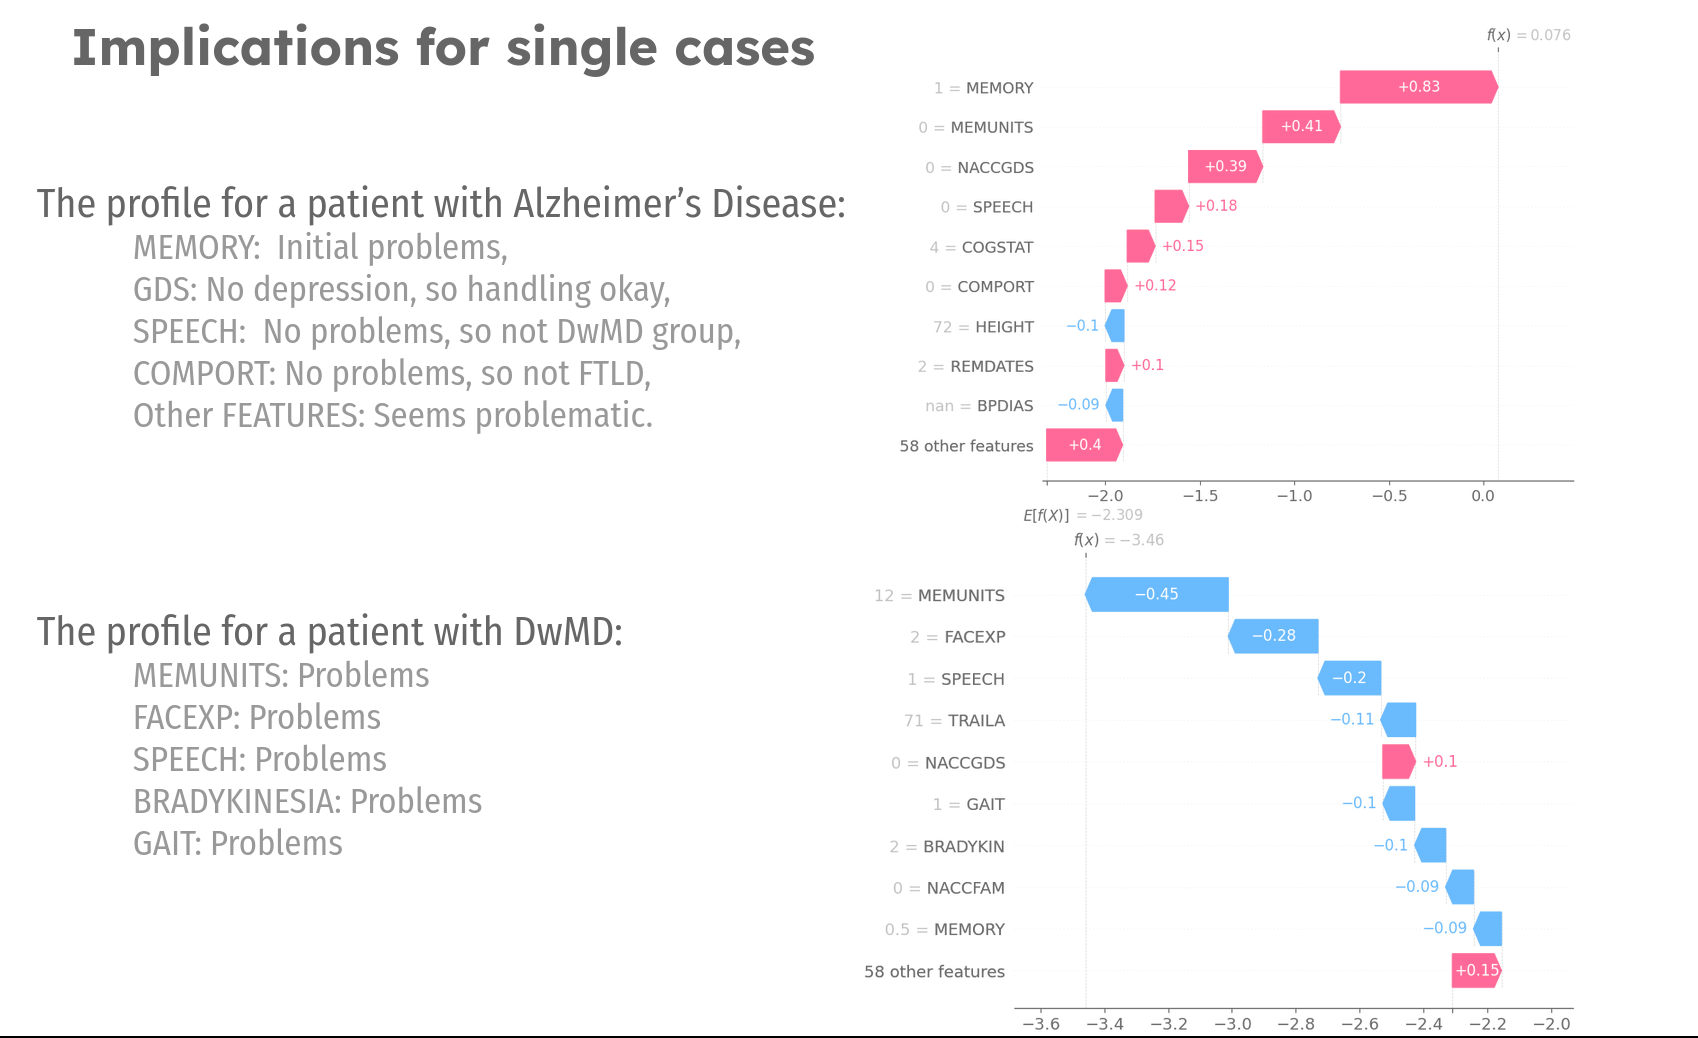 Implications for single cases
The profile for a patient with Alzheimer’s Disease:
MEMORY:  Initial problems,
GDS: No depression, so handling okay,
SPEECH:  No problems, so not DwMD group,
COMPORT: No problems, so not FTLD,
Other FEATURES: Seems problematic.
f(x) = 0.076
1 = MEMORY +0.83
0 = MEMUNITS +0.41
0 = NACCGDS +0.39
0 = SPEECH +0.18
4 = COGSTAT +0.15
0 = COMPORT +0.12
72 = HEIGHT −0.1
2 = REMDATES +0.1
nan = BPDIAS −0.09
58 other features +0.4
−2.0 −1.5 −1.0 −0.5 0.0
E[f(X)] = −2.309
The profile for a patient with DwMD:
MEMUNITS: Problems
FACEXP: Problems
SPEECH: Problems
BRADYKINESIA: Problems
GAIT: Problems
f(x) = −3.46
12 = MEMUNITS −0.45
2 = FACEXP −0.28
1 = SPEECH −0.2
71 = TRAILA −0.11
0 = NACCGDS +0.1
1 = GAIT −0.1
2 = BRADYKIN −0.1
0 = NACCFAM −0.09
0.5 = MEMORY −0.09
58 other features +0.15
−3.6 −3.4 −3.2 −3.0 −2.8 −2.6 −2.4 −2.2 −2.0